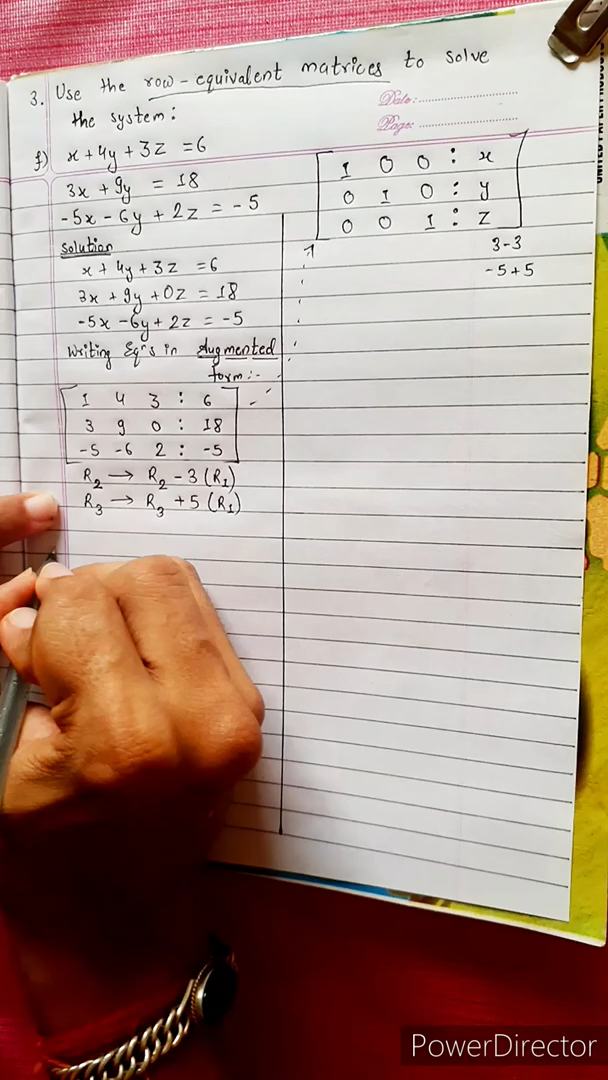 3. Use the row-equivalent matrices to solve
the system:
Date:
Page:
f) x + 4y + 3z = 6
3x + 9y = 18
-5x - 6y + 2z = -5
Solution
x + 4y + 3z = 6
3x + 9y + 0z = 18
-5x - 6y + 2z = -5
Writing Eqns in Augmented
form:-
1 4 3 : 6
3 9 0 : 18
-5 -6 2 : -5
R2 → R2 - 3 (R1)
R3 → R3 + 5 (R1)
1 0 0 : x
0 1 0 : y
0 0 1 : z
3-3
-5+5
PowerDirector